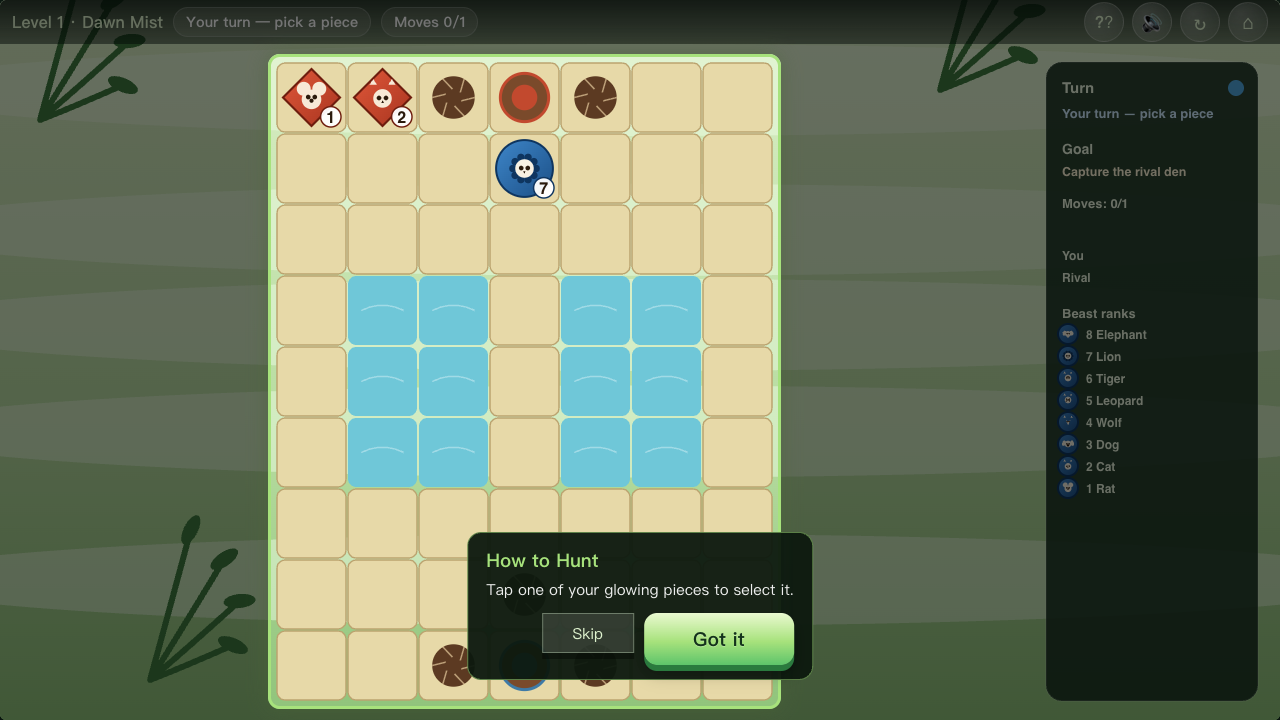 Level 1 · Dawn Mist
Your turn — pick a piece
Moves 0/1
??
1
2
7
Turn
Your turn — pick a piece
Goal
Capture the rival den
Moves: 0/1
You
Rival
Beast ranks
8 Elephant
7 Lion
6 Tiger
5 Leopard
4 Wolf
3 Dog
2 Cat
1 Rat
How to Hunt
Tap one of your glowing pieces to select it.
Skip
Got it